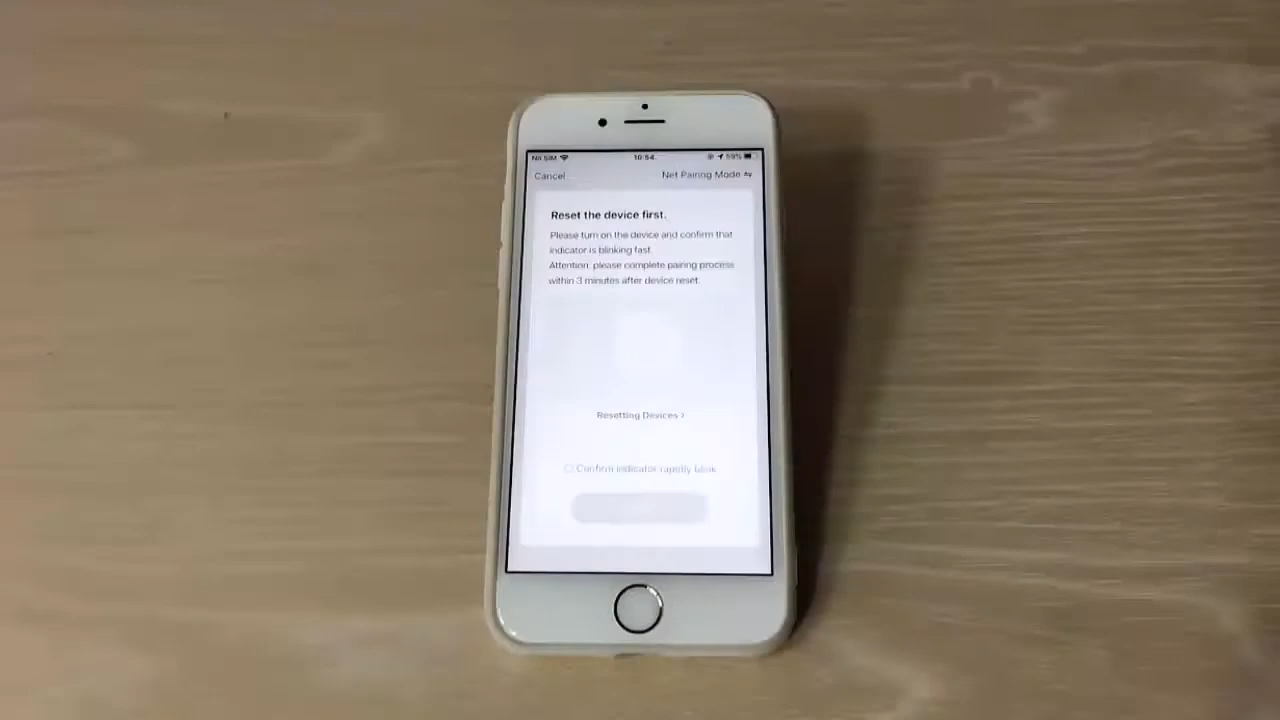 No SIM 10:54 59%
Cancel Net Pairing Mode
Reset the device first.
Please turn on the device and confirm that
indicator is blinking fast.
Attention: please complete pairing process
within 3 minutes after device reset.
Resetting Devices >
Confirm indicator rapidly blink